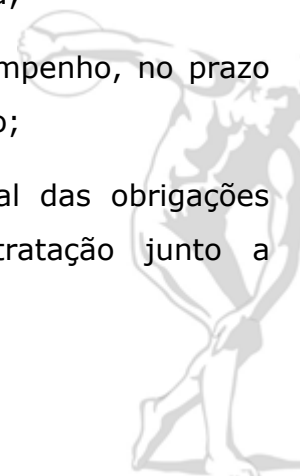 mpenho, no prazo
o;
al das obrigações
tratação junto a